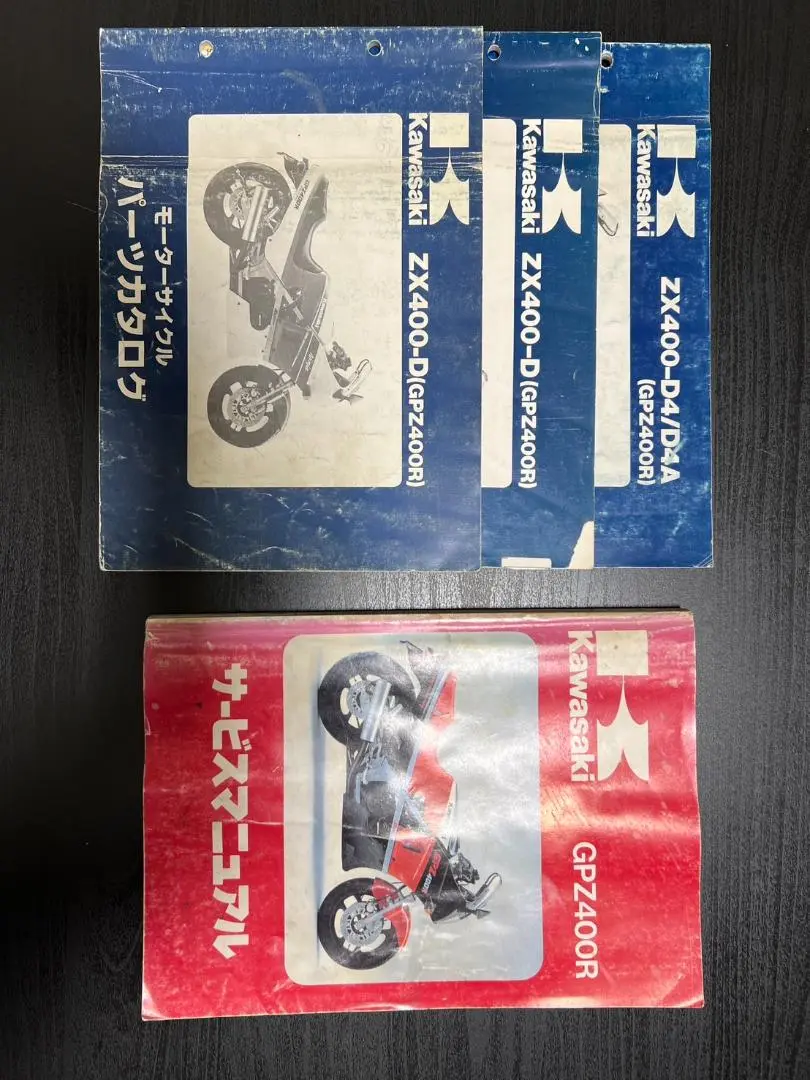 Kawasaki
ZX400-D(GPZ400R)
モーターサイクル
パーツカタログ
Kawasaki
ZX400-D(GPZ400R)
Kawasaki
ZX400-D4/D4A
(GPZ400R)
Kawasaki
GPZ400R
サービスマニュアル